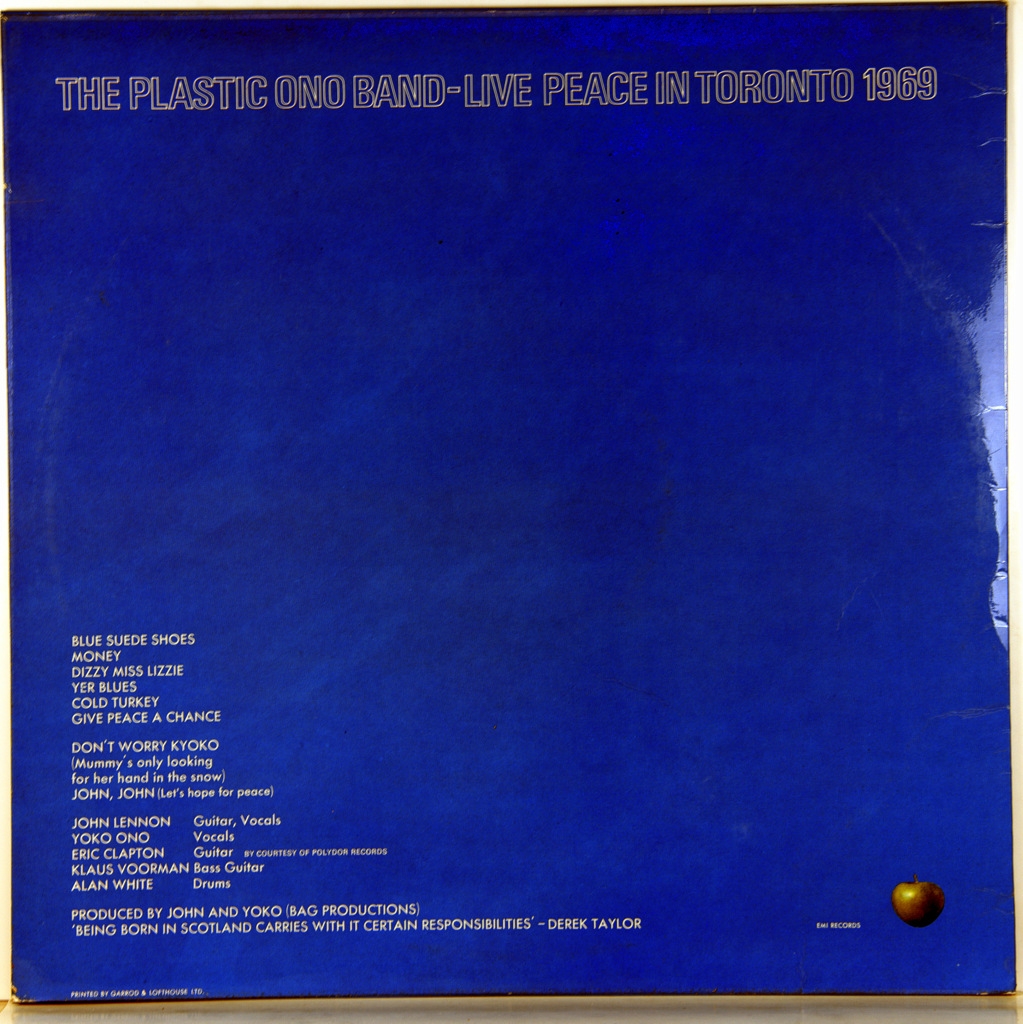 THE PLASTIC ONO BAND-LIVE PEACE IN TORONTO 1969
BLUE SUEDE SHOES
MONEY
DIZZY MISS LIZZIE
YER BLUES
COLD TURKEY
GIVE PEACE A CHANCE
DON'T WORRY KYOKO
(Mummy's only looking
for her hand in the snow)
JOHN, JOHN (Let's hope for peace)
JOHN LENNON Guitar, Vocals
YOKO ONO Vocals
ERIC CLAPTON Guitar BY COURTESY OF POLYDOR RECORDS
KLAUS VOORMAN Bass Guitar
ALAN WHITE Drums
PRODUCED BY JOHN AND YOKO (BAG PRODUCTIONS)
'BEING BORN IN SCOTLAND CARRIES WITH IT CERTAIN RESPONSIBILITIES' – DEREK TAYLOR
EMI RECORDS
PRINTED BY GARROD & LOFTHOUSE LTD.